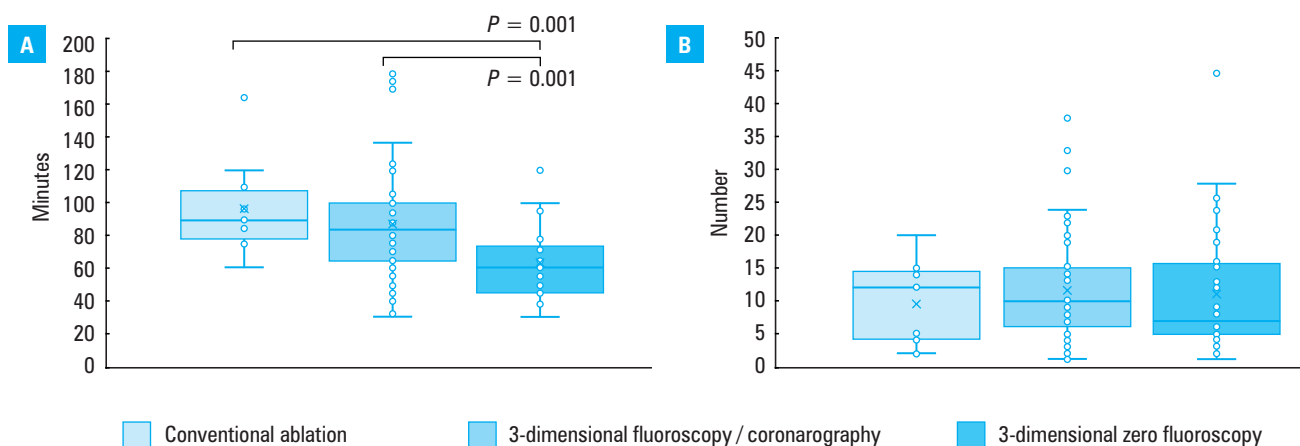 A
P = 0.001
P = 0.001
Minutes
200
180
160
140
120
100
80
60
40
20
0
B
Number
50
45
40
35
30
25
20
15
10
5
0
Conventional ablation
3-dimensional fluoroscopy / coronarography
3-dimensional zero fluoroscopy